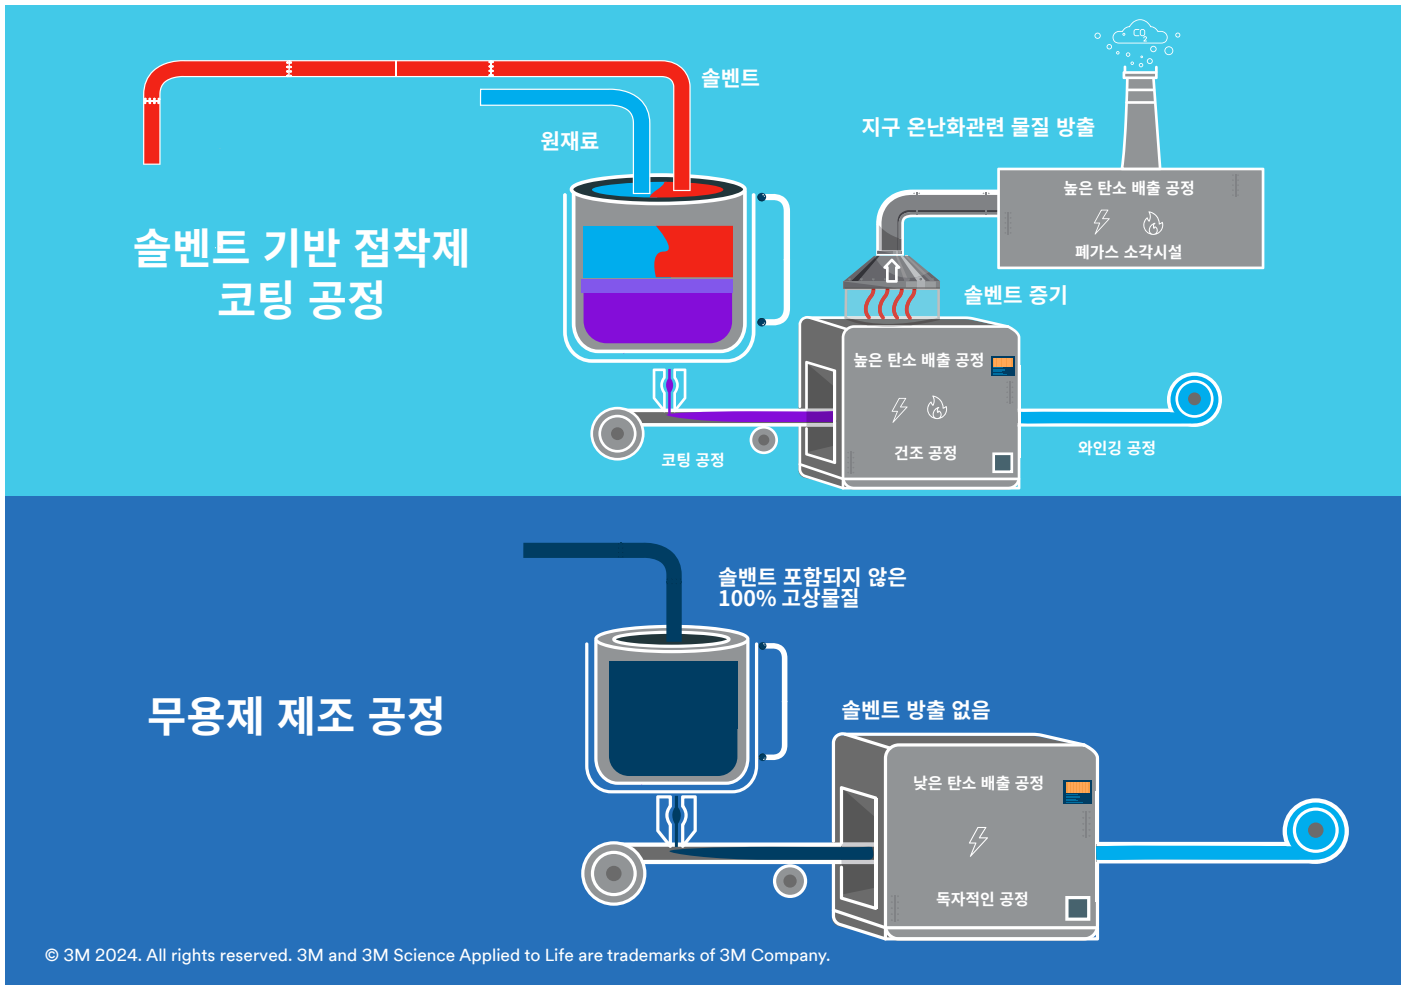 CO2
솔벤트
원재료
지구 온난화관련 물질 방출
높은 탄소 배출 공정
폐가스 소각시설
솔벤트 기반 접착제
코팅 공정
솔벤트 증기
높은 탄소 배출 공정
건조 공정
와인깅 공정
코팅 공정
솔밴트 포함되지 않은
100% 고상물질
무용제 제조 공정
솔벤트 방출 없음
낮은 탄소 배출 공정
독자적인 공정
© 3M 2024. All rights reserved. 3M and 3M Science Applied to Life are trademarks of 3M Company.